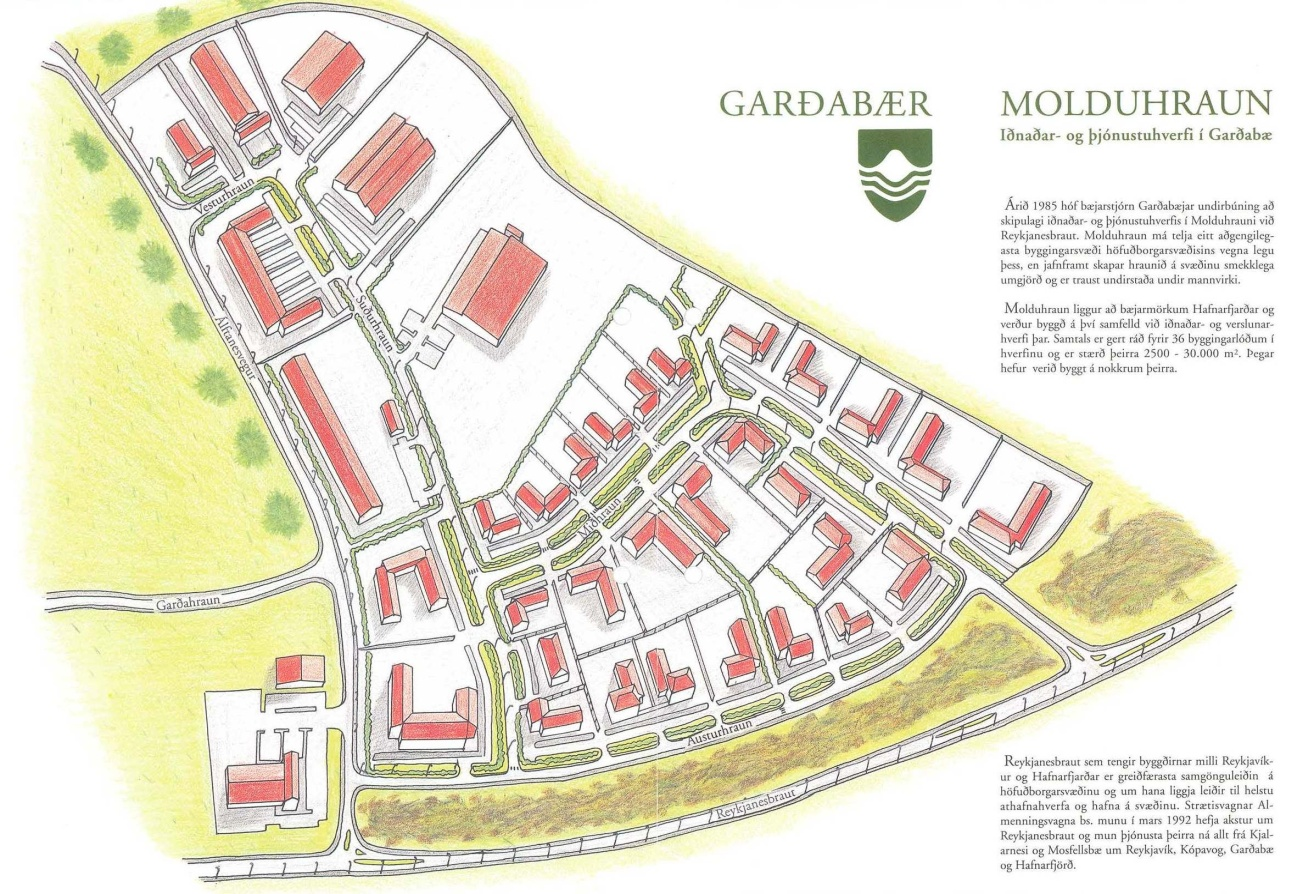 GARÐABÆR
MOLDUHRAUN
Iðnaðar- og þjónustuhverfi í Garðabæ
Árið 1985 hóf bæjarstjórn Garðabæjar undirbúning að
skipulagi iðnaðar- og þjónustuhverfis í Molduhrauni við
Reykjanesbraut. Molduhraun má telja eitt aðgengileg-
asta byggingarsvæði höfuðborgarsvæðisins vegna legu
þess, en jafnframt skapar hraunið á svæðinu smekklega
umgjörð og er traust undirstaða undir mannvirki.
Molduhraun liggur að bæjarmörkum Hafnarfjarðar og
verður byggð á því samfelld við iðnaðar- og verslunar-
hverfi þar. Samtals er gert ráð fyrir 36 byggingarlóðum í
hverfinu og er stærð þeirra 2500 - 30.000 m². Þegar
hefur verið byggt á nokkrum þeirra.
Vesturhraun
Suðurhraun
Álftanesvegur
Miðhraun
Garðahraun
Austurhraun
Reykjanesbraut
Reykjanesbraut sem tengir byggðirnar milli Reykjavík-
ur og Hafnarfjarðar er greiðfærasta samgönguleiðin á
höfuðborgarsvæðinu og um hana liggja leiðir til helstu
athafnahverfa og hafna á svæðinu. Strætisvagnar Al-
menningsvagna bs. munu í mars 1992 hefja akstur um
Reykjanesbraut og mun þjónusta þeirra ná allt frá Kjal-
arnesi og Mosfellsbæ um Reykjavík, Kópavog, Garðabæ
og Hafnarfjörð.